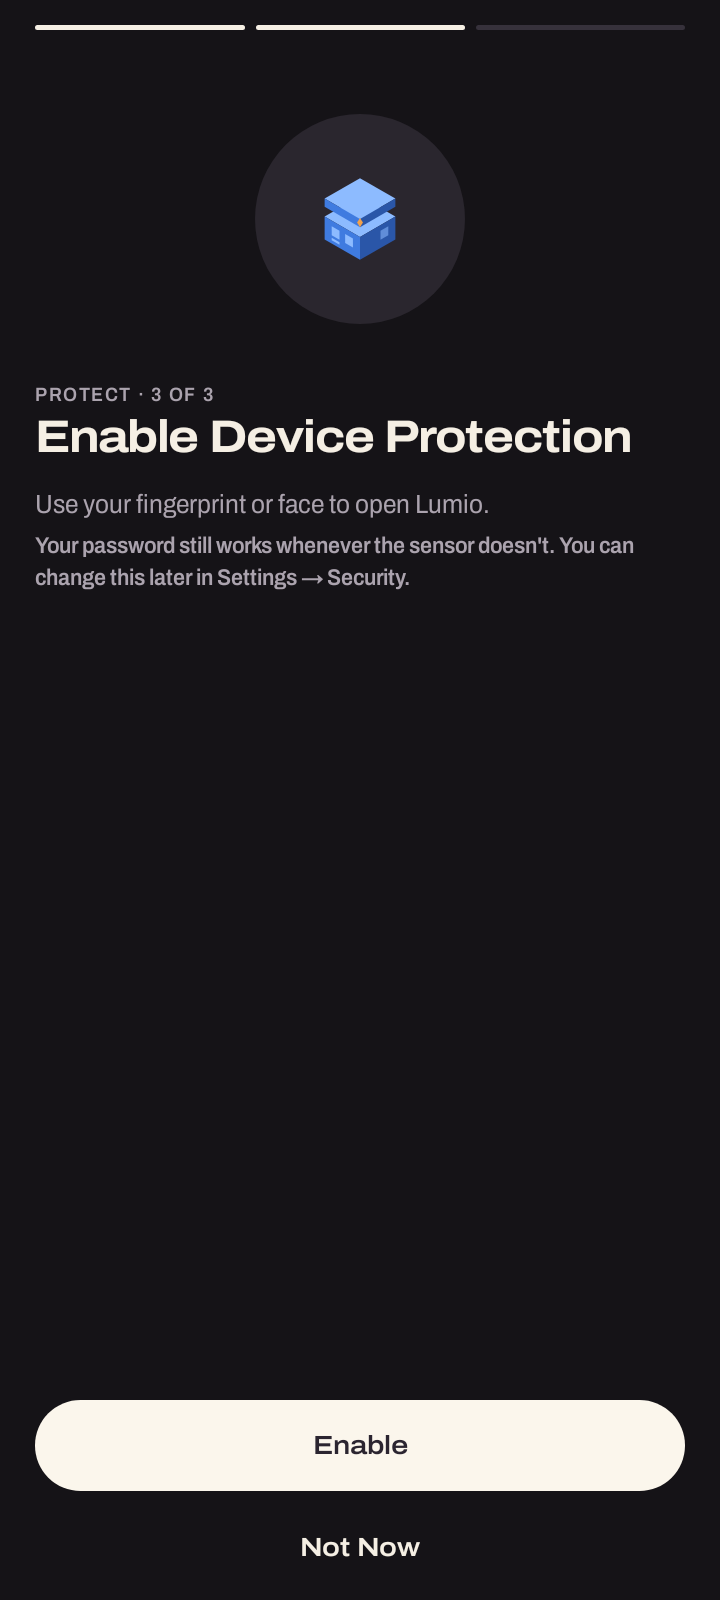 PROTECT · 3 OF 3
Enable Device Protection
Use your fingerprint or face to open Lumio.
Your password still works whenever the sensor doesn't. You can
change this later in Settings → Security.
Enable
Not Now